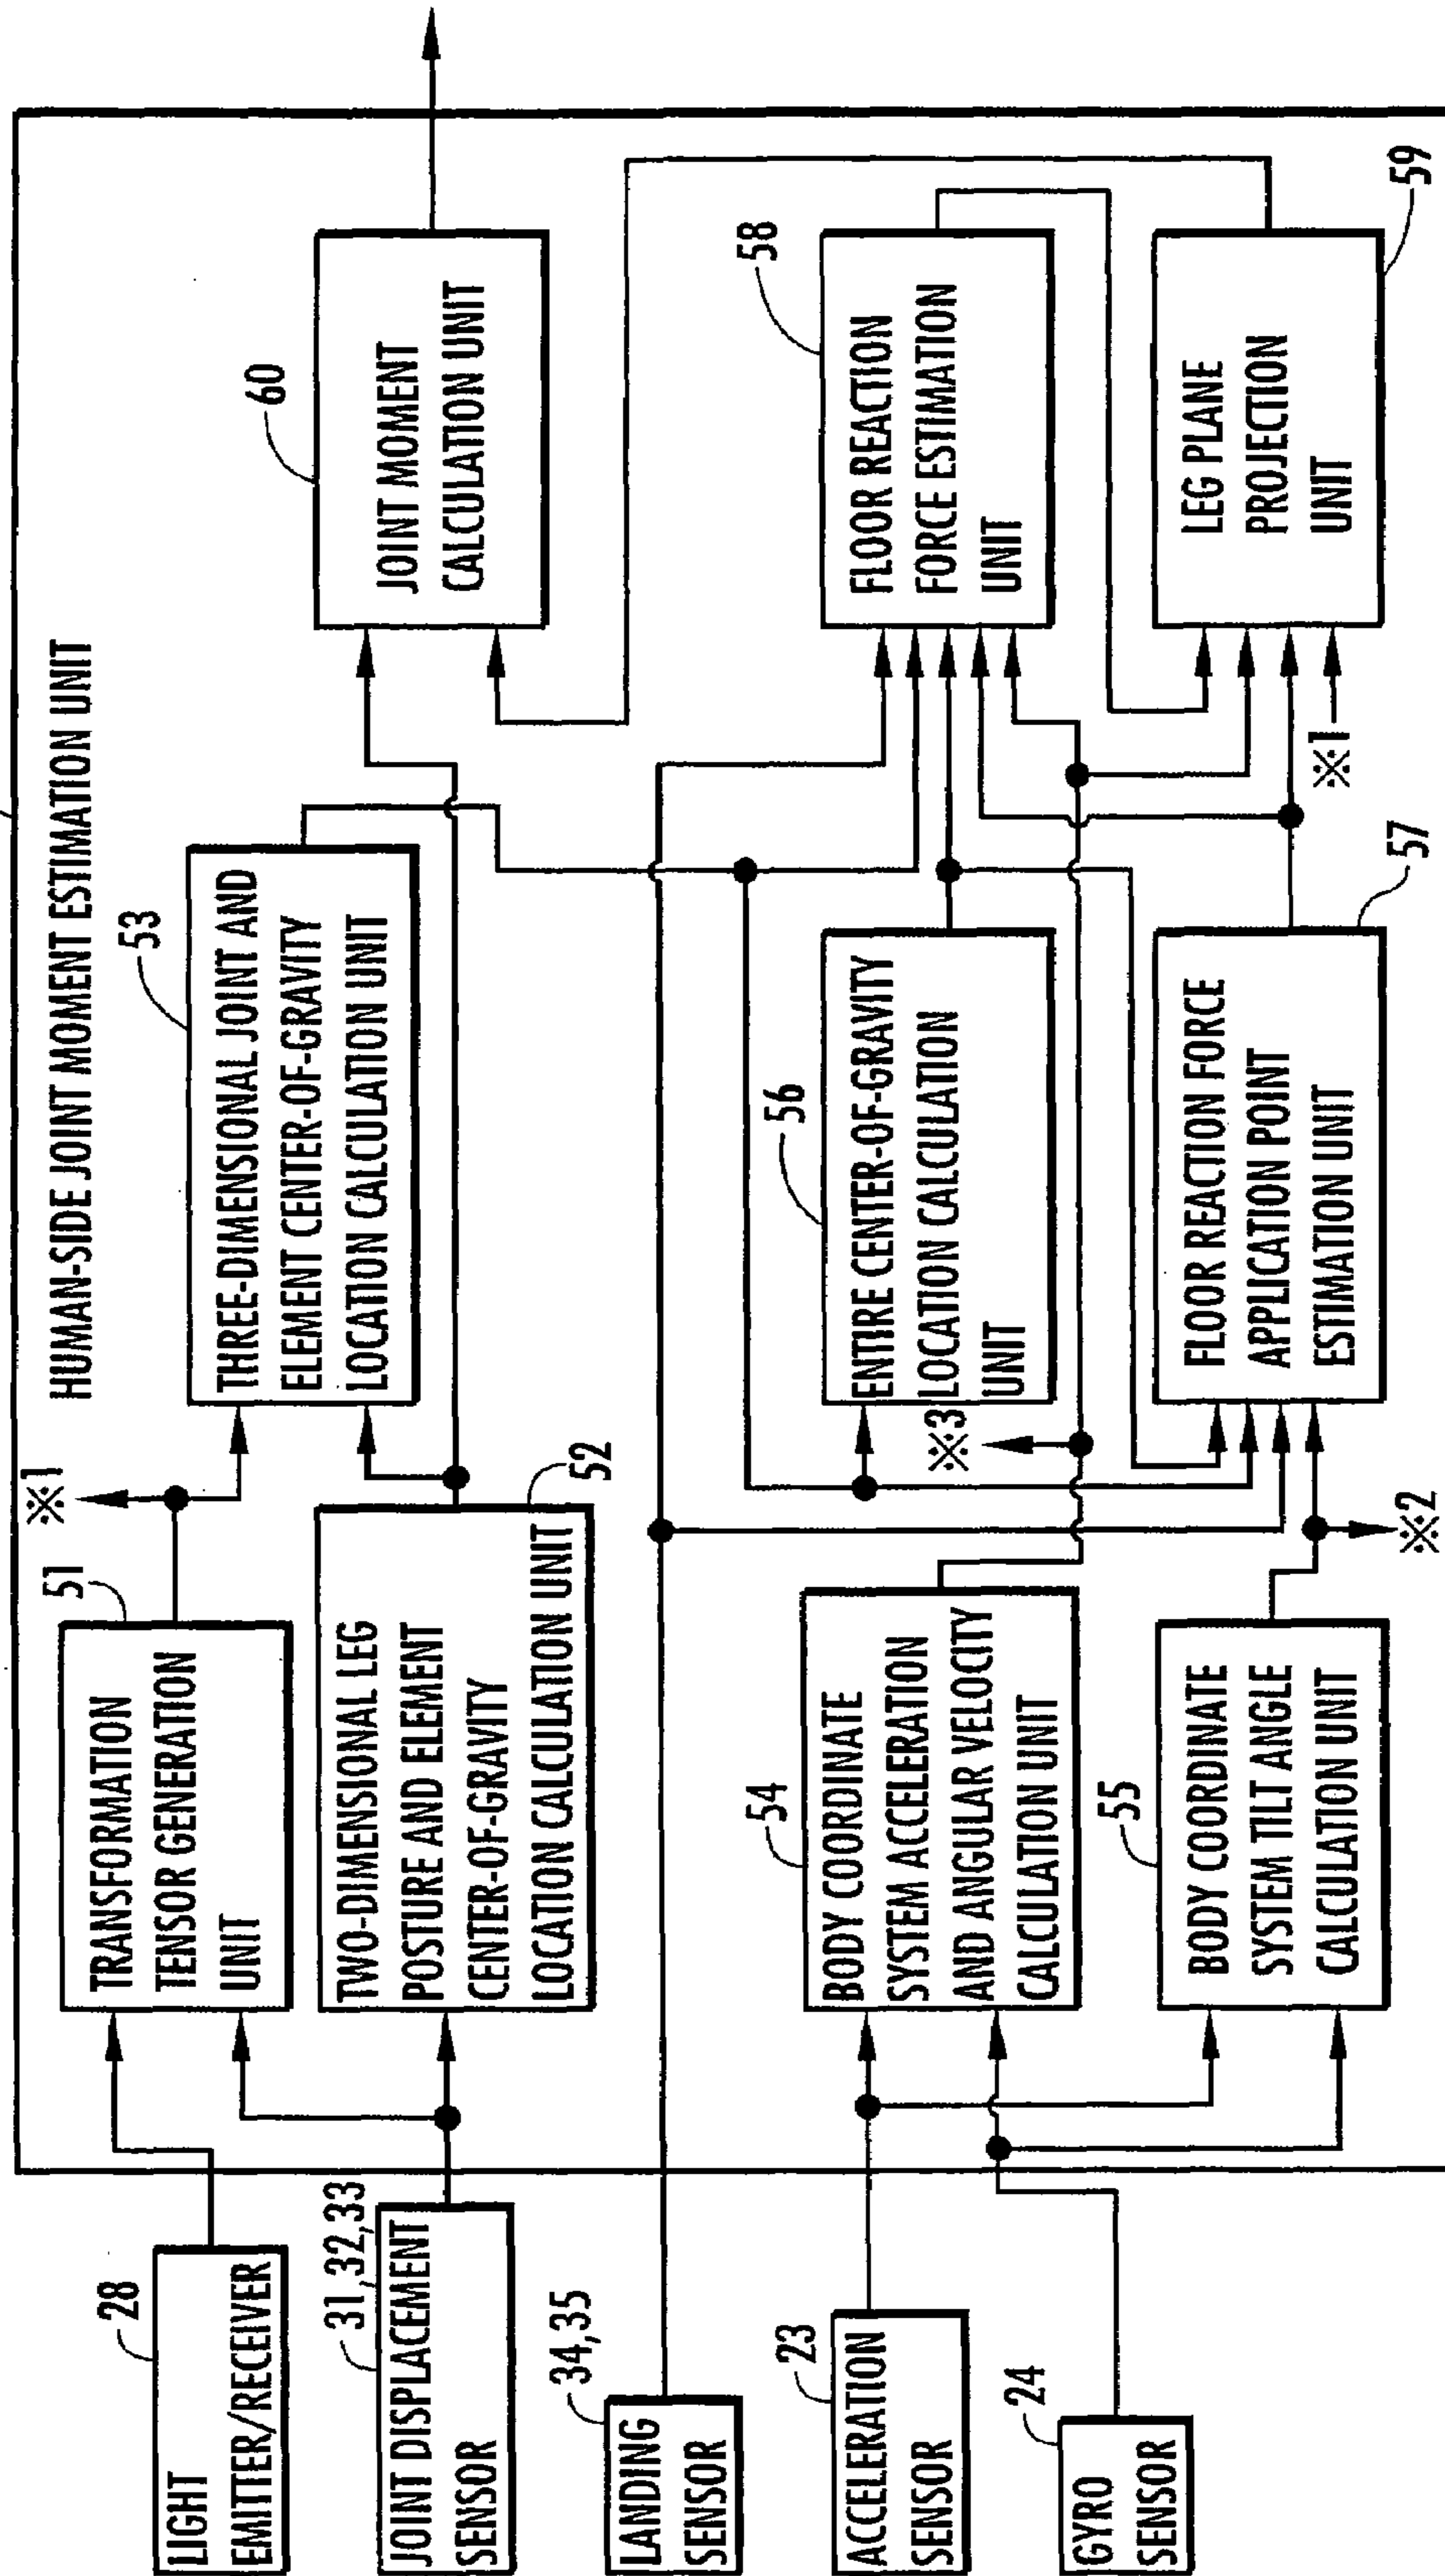 HUMAN-SIDE JOINT MOMENT ESTIMATION UNIT
28
LIGHT
EMITTER/RECEIVER
31,32,33
JOINT DISPLACEMENT
SENSOR
34,35
LANDING
SENSOR
23
ACCELERATION
SENSOR
24
GYRO
SENSOR
51
TRANSFORMATION
TENSOR GENERATION
UNIT
※1
52
TWO-DIMENSIONAL LEG
POSTURE AND ELEMENT
CENTER-OF-GRAVITY
LOCATION CALCULATION UNIT
54
BODY COORDINATE
SYSTEM ACCELERATION
AND ANGULAR VELOCITY
CALCULATION UNIT
※3
55
BODY COORDINATE
SYSTEM TILT ANGLE
CALCULATION UNIT
※2
53
THREE-DIMENSIONAL JOINT AND
ELEMENT CENTER-OF-GRAVITY
LOCATION CALCULATION UNIT
56
ENTIRE CENTER-OF-GRAVITY
LOCATION CALCULATION
UNIT
57
FLOOR REACTION FORCE
APPLICATION POINT
ESTIMATION UNIT
60
JOINT MOMENT
CALCULATION UNIT
58
FLOOR REACTION
FORCE ESTIMATION
UNIT
※1
59
LEG PLANE
PROJECTION
UNIT